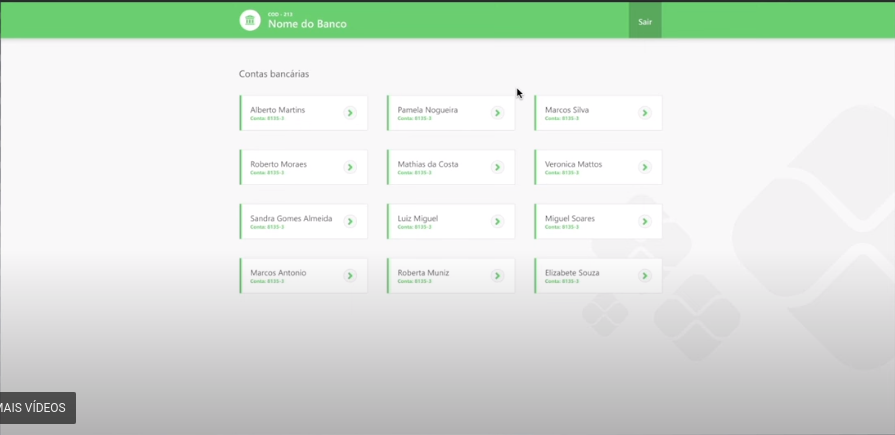 COD - 213
Nome do Banco
Sair
Contas bancárias
Alberto Martins
Conta: 8135-3
Pamela Nogueira
Conta: 8135-3
Marcos Silva
Conta: 8135-3
Roberto Moraes
Conta: 8135-3
Mathias da Costa
Conta: 8135-3
Veronica Mattos
Conta: 8135-3
Sandra Gomes Almeida
Conta: 8135-3
Luiz Miguel
Conta: 8135-3
Miguel Soares
Conta: 8135-3
Marcos Antonio
Conta: 8135-3
Roberta Muniz
Conta: 8135-3
Elizabete Souza
Conta: 8135-3
MAIS VÍDEOS